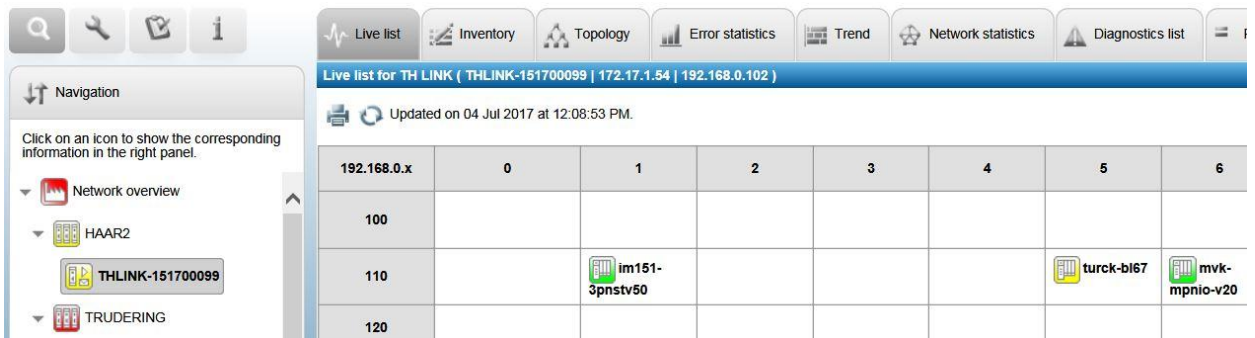 Live list
Inventory
Topology
Error statistics
Trend
Network statistics
Diagnostics list
Live list for TH LINK ( THLINK-151700099 | 172.17.1.54 | 192.168.0.102 )
Navigation
Updated on 04 Jul 2017 at 12:08:53 PM.
Click on an icon to show the corresponding
information in the right panel.
Network overview
HAAR2
THLINK-151700099
TRUDERING
192.168.0.x 0 1 2 3 4 5 6
100
110 im151- turck-bl67 mvk-
3pnstv50 mpnio-v20
120